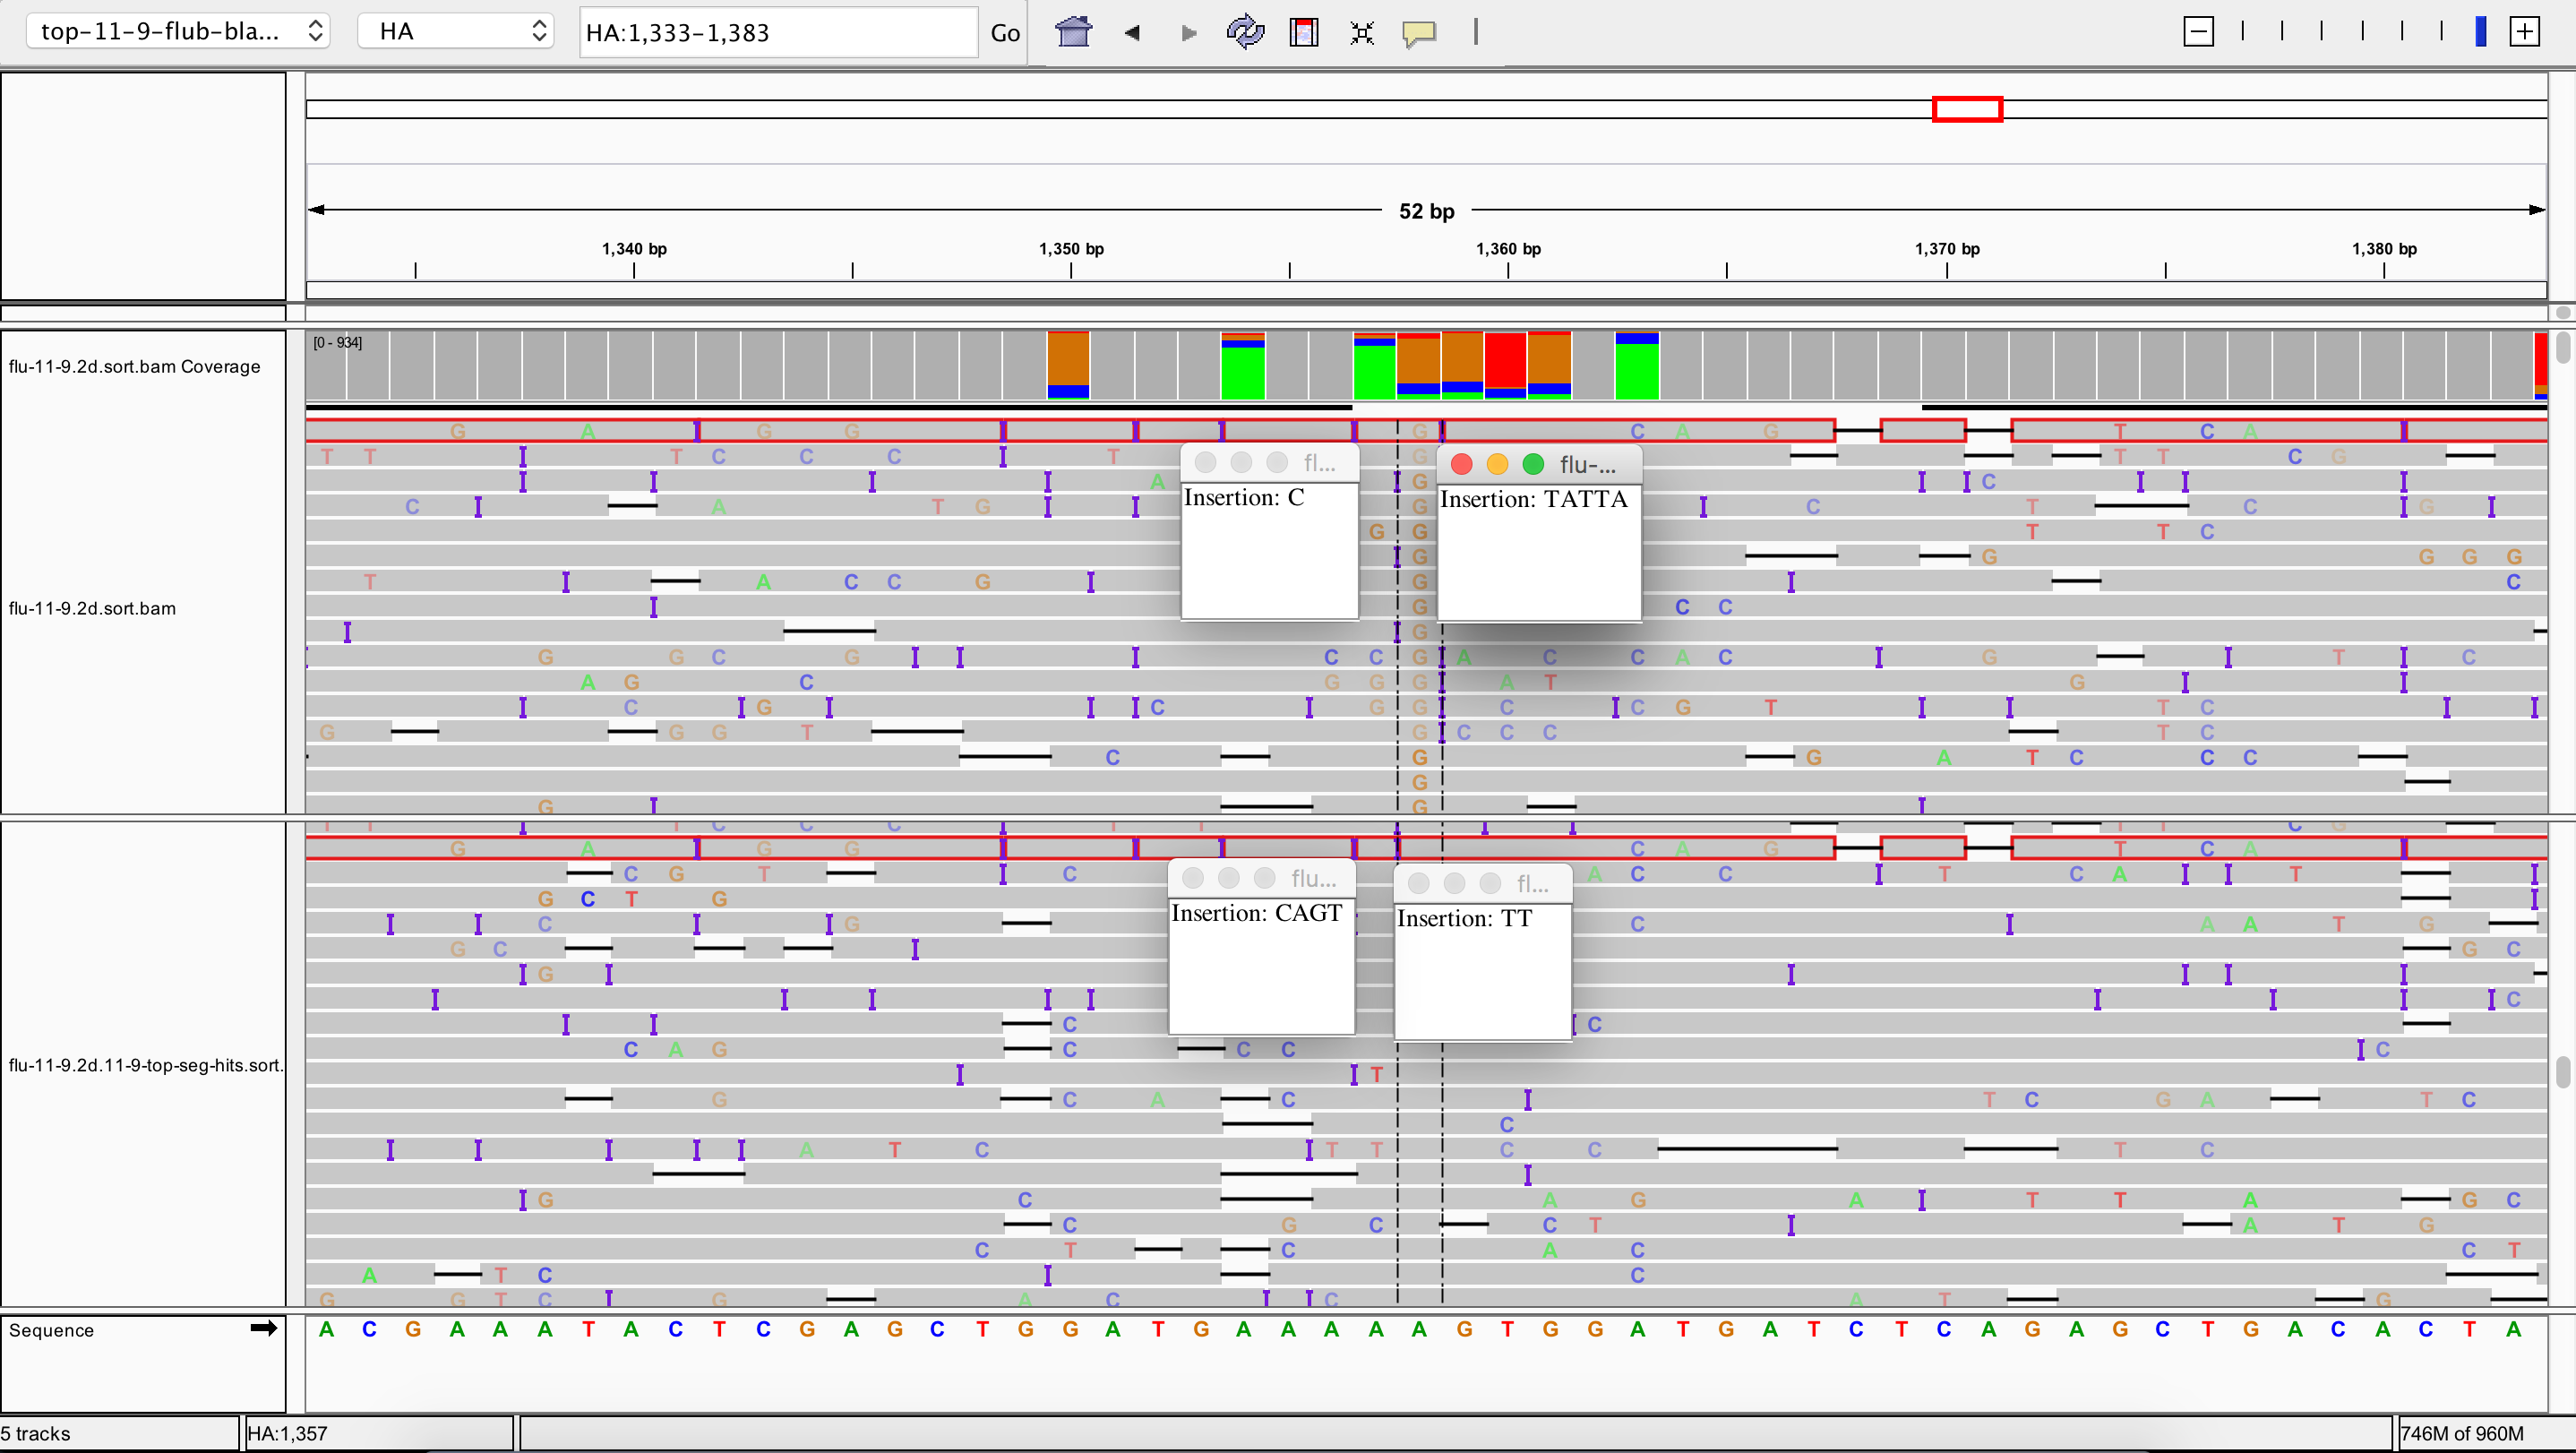 top-11-9-flub-bla... HA HA:1,333-1,383 Go
52 bp
1,340 bp 1,350 bp 1,360 bp 1,370 bp 1,380 bp
[0 - 934]
flu-11-9.2d.sort.bam Coverage
G A G G G C A G T C A
T T T C C C T G T T C G
fl... flu-...
A G C
Insertion: C Insertion: TATTA
C A T G G C T C G
G G T T C
G G G G G
T A C C G G C
G C C
G
G G C G C C G A C C A C G T C
A G C G G G A T G
C G C G G C C G T T C
G G G T G C C C T C
C G G A T C C C
G
G G
T T T C C C T T T T C G
G A G G C A G T C A
flu... fl...
C G T C A C C T C A T
G C T G
Insertion: CAGT Insertion: TT
C G C A A T G
G C G C
G
C
C C
flu-11-9.2d.sort.bam
C A G C C C C
flu-11-9.2d.11-9-top-seg-hits.sort.
T
G C A C T C G A T C
C
A T C T T C C T C
G C A G A T T A G C
C G C C T A T G
C T C A C C T
A T C C
G G T C G A C C A T G
Sequence A C G A A A T A C T C G A G C T G G A T G A A A A A G T G G A T G A T C T C A G A G C T G A C A C T A
5 tracks HA:1,357 746M of 960M